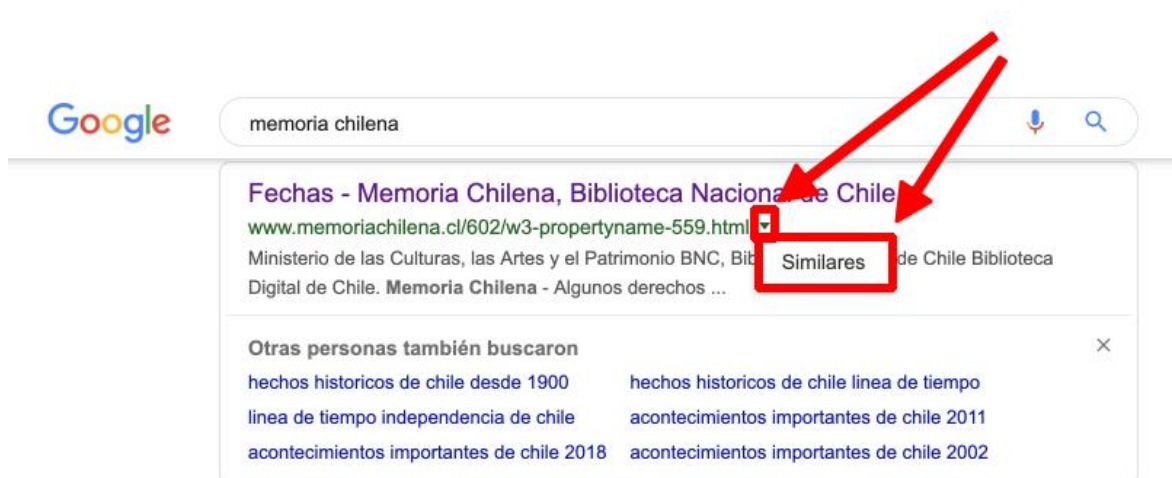 Google
memoria chilena
Fechas - Memoria Chilena, Biblioteca Nacional de Chile
www.memoriachilena.cl/602/w3-propertyname-559.html
Ministerio de las Culturas, las Artes y el Patrimonio BNC, Similares de Chile Biblioteca
Digital de Chile. Memoria Chilena - Algunos derechos ...
Otras personas también buscaron
hechos historicos de chile desde 1900 hechos historicos de chile linea de tiempo
linea de tiempo independencia de chile acontecimientos importantes de chile 2011
acontecimientos importantes de chile 2018 acontecimientos importantes de chile 2002